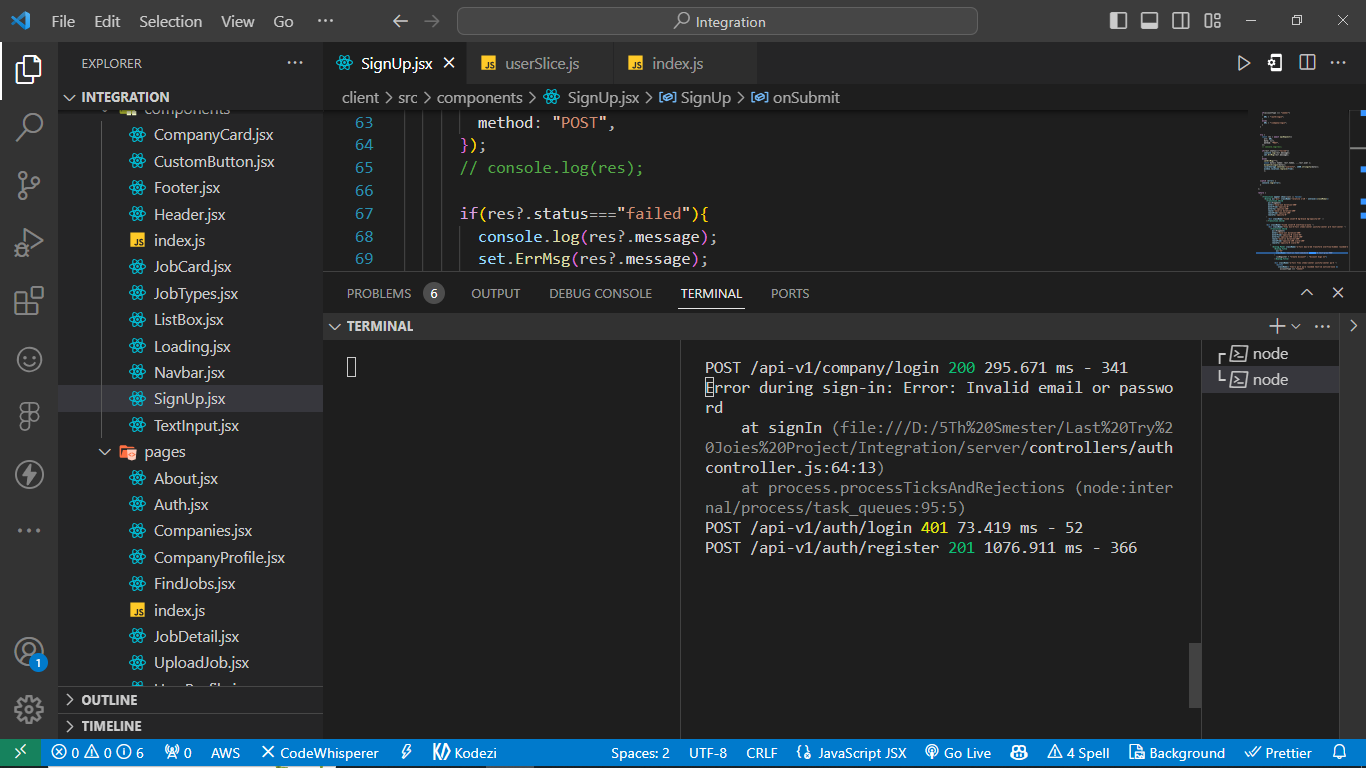 File Edit Selection View Go ···
Integration
EXPLORER
INTEGRATION
components
CompanyCard.jsx
CustomButton.jsx
Footer.jsx
Header.jsx
index.js
JobCard.jsx
JobTypes.jsx
ListBox.jsx
Loading.jsx
Navbar.jsx
SignUp.jsx
TextInput.jsx
pages
About.jsx
Auth.jsx
Companies.jsx
CompanyProfile.jsx
FindJobs.jsx
index.js
JobDetail.jsx
UploadJob.jsx
OUTLINE
TIMELINE
SignUp.jsx
userSlice.js
index.js
client > src > components > SignUp.jsx > SignUp > onSubmit
63 method: "POST",
64 });
65 // console.log(res);
66
67 if(res?.status==="failed"){
68 console.log(res?.message);
69 set.ErrMsg(res?.message);
PROBLEMS 6 OUTPUT DEBUG CONSOLE TERMINAL PORTS
TERMINAL
POST /api-v1/company/login 200 295.671 ms - 341
Error during sign-in: Error: Invalid email or passwo
rd
at signIn (file:///D:/5Th%20Smester/Last%20Try%2
0Joies%20Project/Integration/server/controllers/auth
controller.js:64:13)
at process.processTicksAndRejections (node:inter
nal/process/task_queues:95:5)
POST /api-v1/auth/login 401 73.419 ms - 52
POST /api-v1/auth/register 201 1076.911 ms - 366
node
node
1
0 0 6 0 AWS CodeWhisperer Kodezi Spaces: 2 UTF-8 CRLF JavaScript JSX Go Live 4 Spell Background Prettier